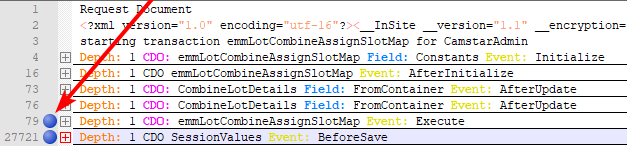 1 Request Document
2 <?xml version="1.0" encoding="utf-16"?><__InSite __version="1.1" __encryption=
3 starting transaction emmLotCombineAssignSlotMap for CamstarAdmin
4 Depth: 1 CDO: emmLotCombineAssignSlotMap Field: Constants Event: Initialize
16 Depth: 1 CDO emmLotCombineAssignSlotMap Event: AfterInitialize
73 Depth: 1 CDO: CombineLotDetails Field: FromContainer Event: AfterUpdate
76 Depth: 1 CDO: CombineLotDetails Field: FromContainer Event: AfterUpdate
79 Depth: 1 CDO: emmLotCombineAssignSlotMap Event: Execute
27721 Depth: 1 CDO SessionValues Event: BeforeSave